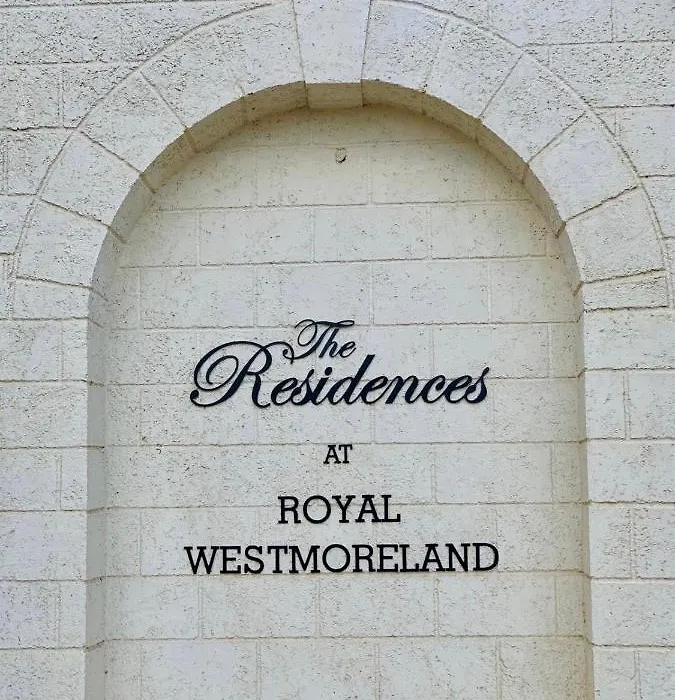 The
Residences
AT
ROYAL
WESTMORELAND